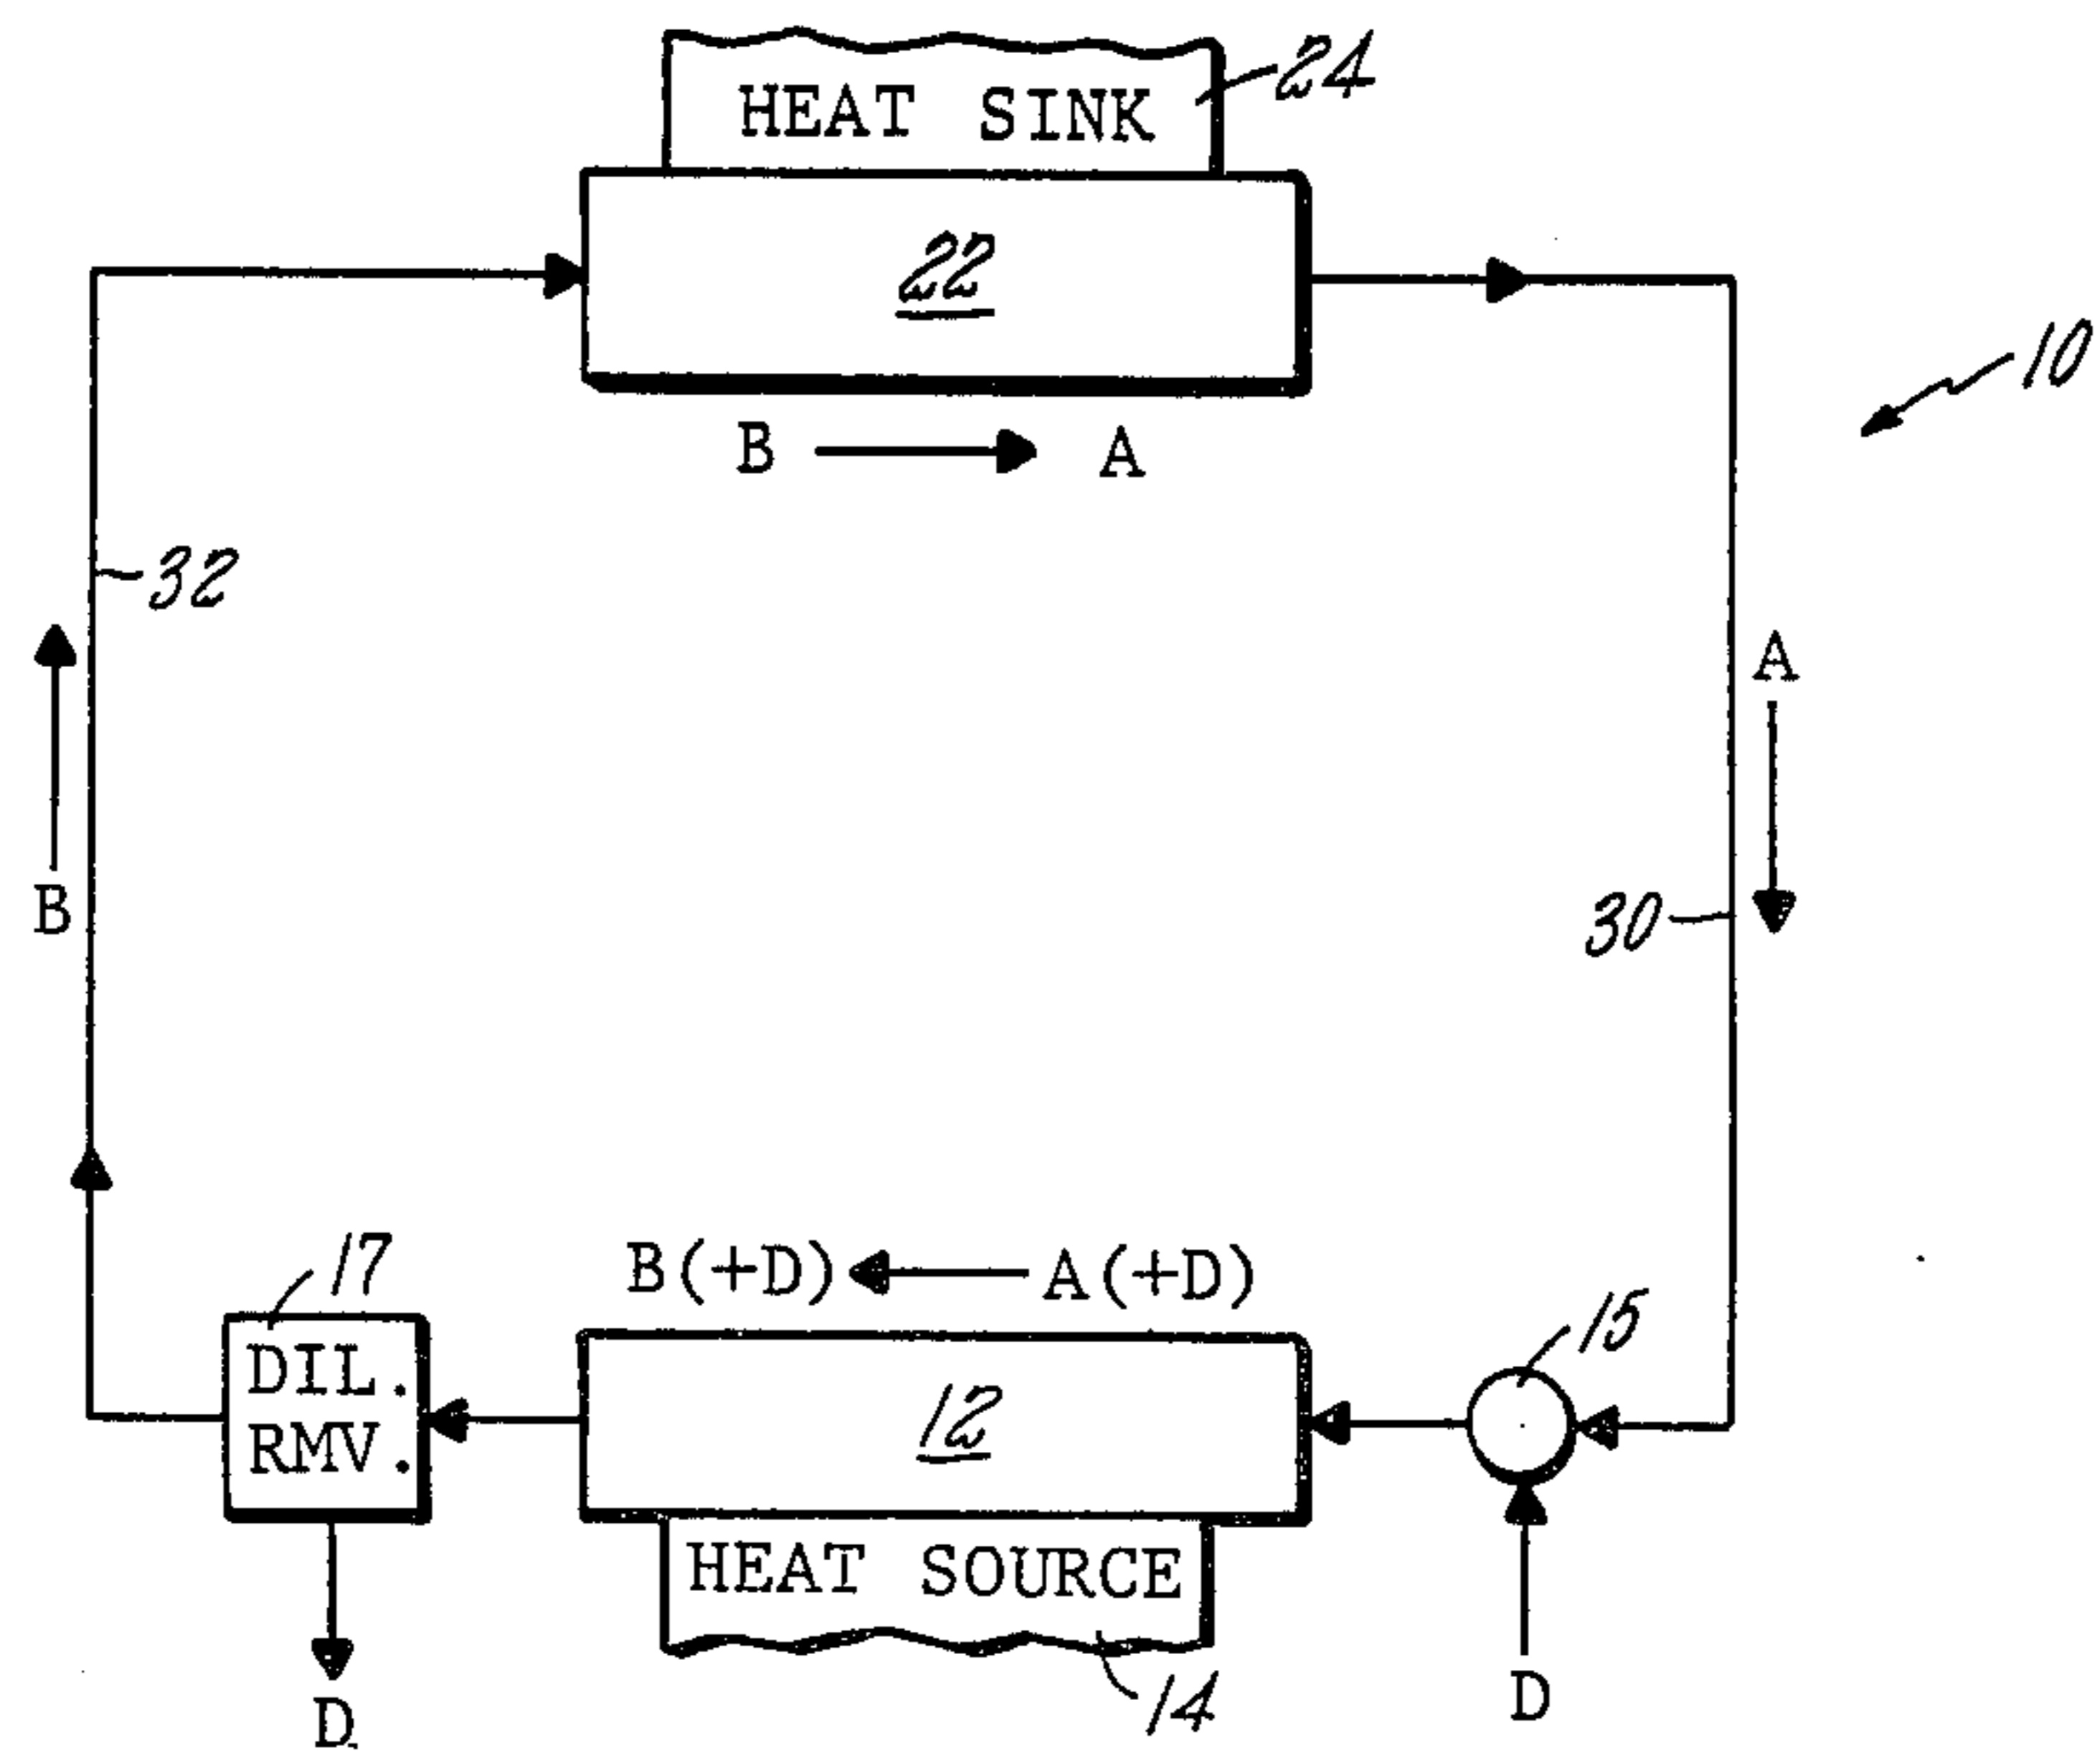 HEAT SINK
24
22
10
B A
32
A
B
30
17
B(+D) A(+D)
15
DIL.
RMV.
12
HEAT SOURCE
14
D
D